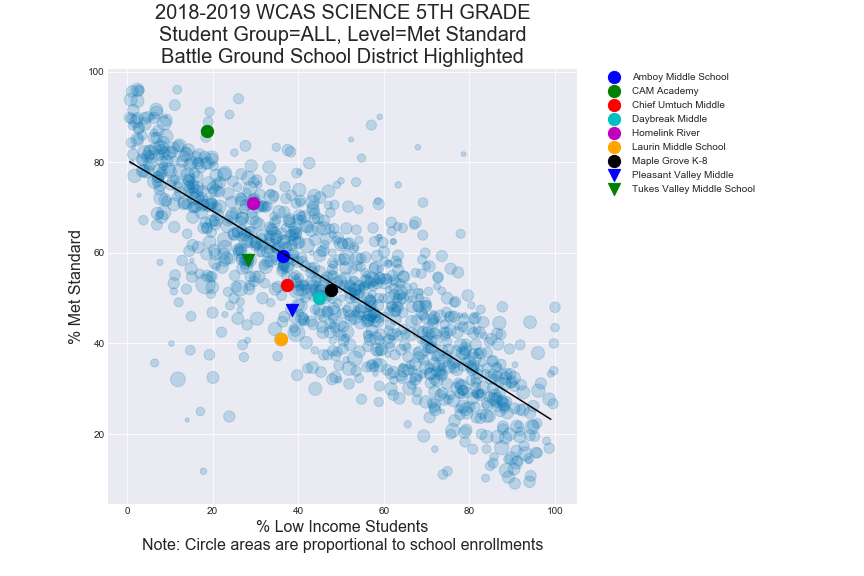 2018-2019 WCAS SCIENCE 5TH GRADE
Student Group=ALL, Level=Met Standard
Battle Ground School District Highlighted
100
80
60
40
20
% Met Standard
0
20
40
60
80
100
% Low Income Students
Note: Circle areas are proportional to school enrollments
Amboy Middle School
CAM Academy
Chief Umtuch Middle
Daybreak Middle
Homelink River
Laurin Middle School
Maple Grove K-8
Pleasant Valley Middle
Tukes Valley Middle School